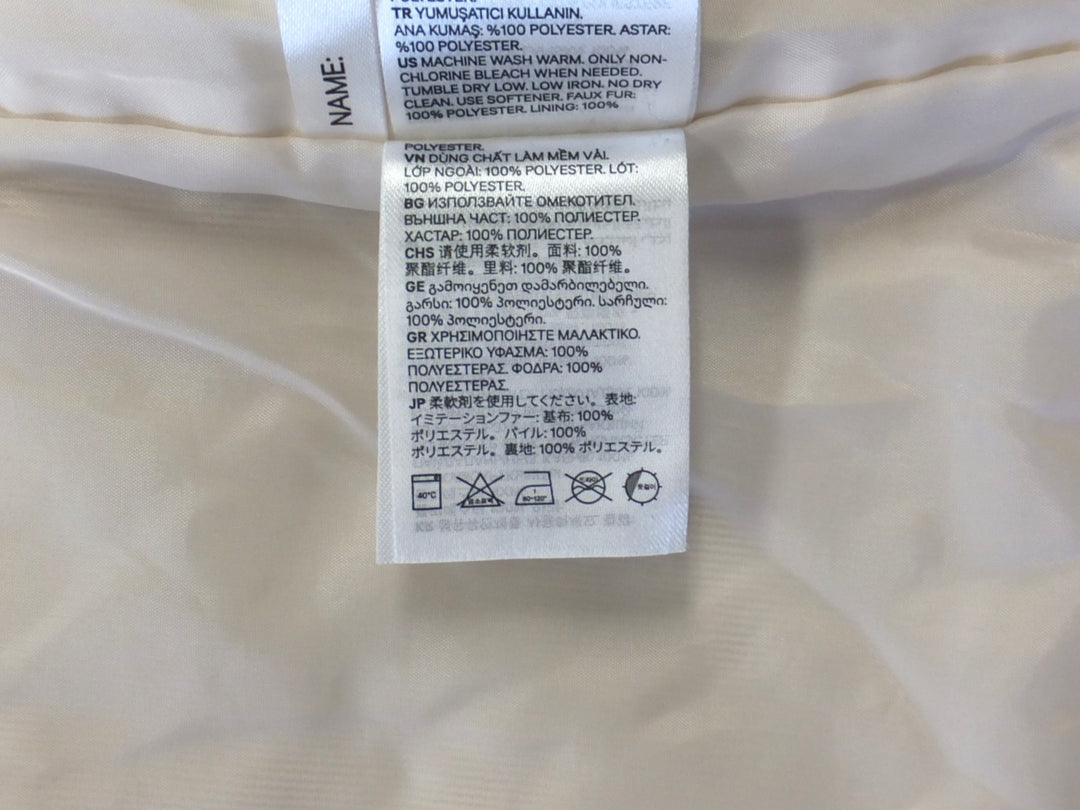 NAME:
POLYESTER.
TR YUMUŞATICI KULLANIN.
ANA KUMAŞ: %100 POLYESTER. ASTAR:
%100 POLYESTER.
US MACHINE WASH WARM. ONLY NON-
CHLORINE BLEACH WHEN NEEDED.
TUMBLE DRY LOW. LOW IRON. NO DRY
CLEAN. USE SOFTENER. FAUX FUR:
100% POLYESTER. LINING: 100%
POLYESTER.
VN DÙNG CHẤT LÀM MỀM VẢI.
LỚP NGOÀI: 100% POLYESTER. LÓT:
100% POLYESTER.
BG ИЗПОЛЗВАЙТЕ ОМЕКОТИТЕЛ.
ВЪНШНА ЧАСТ: 100% ПОЛИЕСТЕР.
ХАСТАР: 100% ПОЛИЕСТЕР.
CHS 请使用柔软剂。面料: 100%
聚酯纤维。里料: 100% 聚酯纤维。
GE გამოიყენეთ დამარბილებელი.
გარსი: 100% პოლიესტერი. სარჩული:
100% პოლიესტერი.
GR ΧΡΗΣΙΜΟΠΟΙΗΣΤΕ ΜΑΛΑΚΤΙΚΟ.
ΕΞΩΤΕΡΙΚΟ ΥΦΑΣΜΑ: 100%
ΠΟΛΥΕΣΤΕΡΑΣ. ΦΟΔΡΑ: 100%
ΠΟΛΥΕΣΤΕΡΑΣ.
JP 柔軟剤を使用してください。表地:
イミテーションファー: 基布: 100%
ポリエステル。パイル: 100%
ポリエステル。裏地: 100% ポリエステル。
40°C 1 80~120°